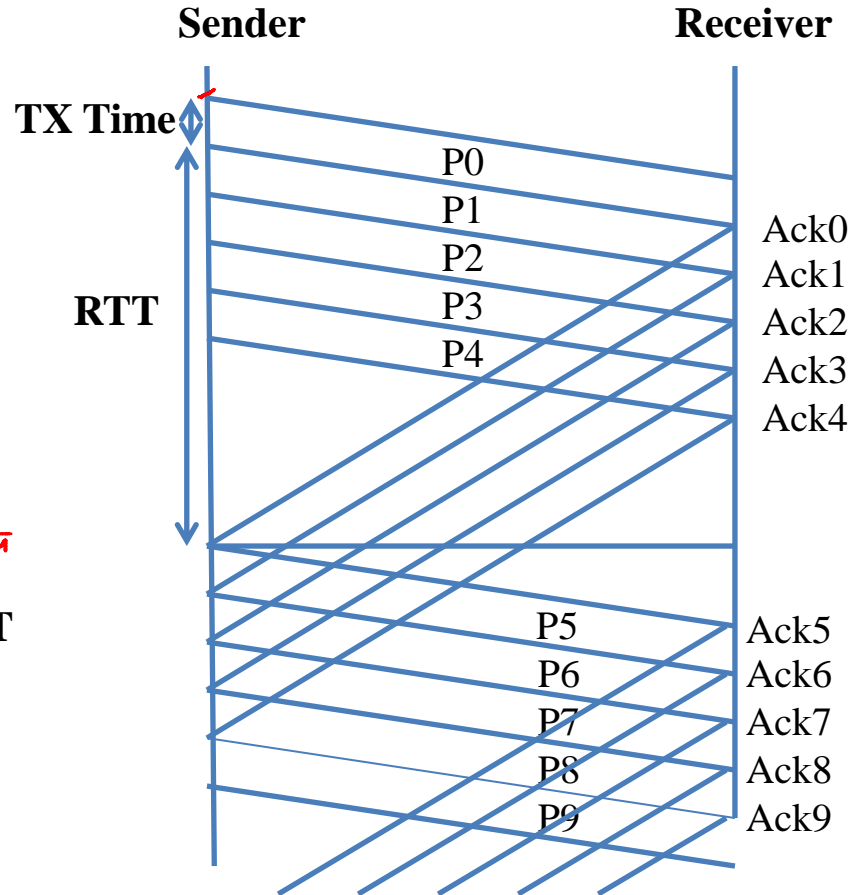 Sender Receiver
TX Time
P0
P1
Ack0
P2
Ack1
RTT
P3
Ack2
P4
Ack3
Ack4
T
P5
Ack5
P6
Ack6
P7
Ack7
P8
Ack8
P9
Ack9